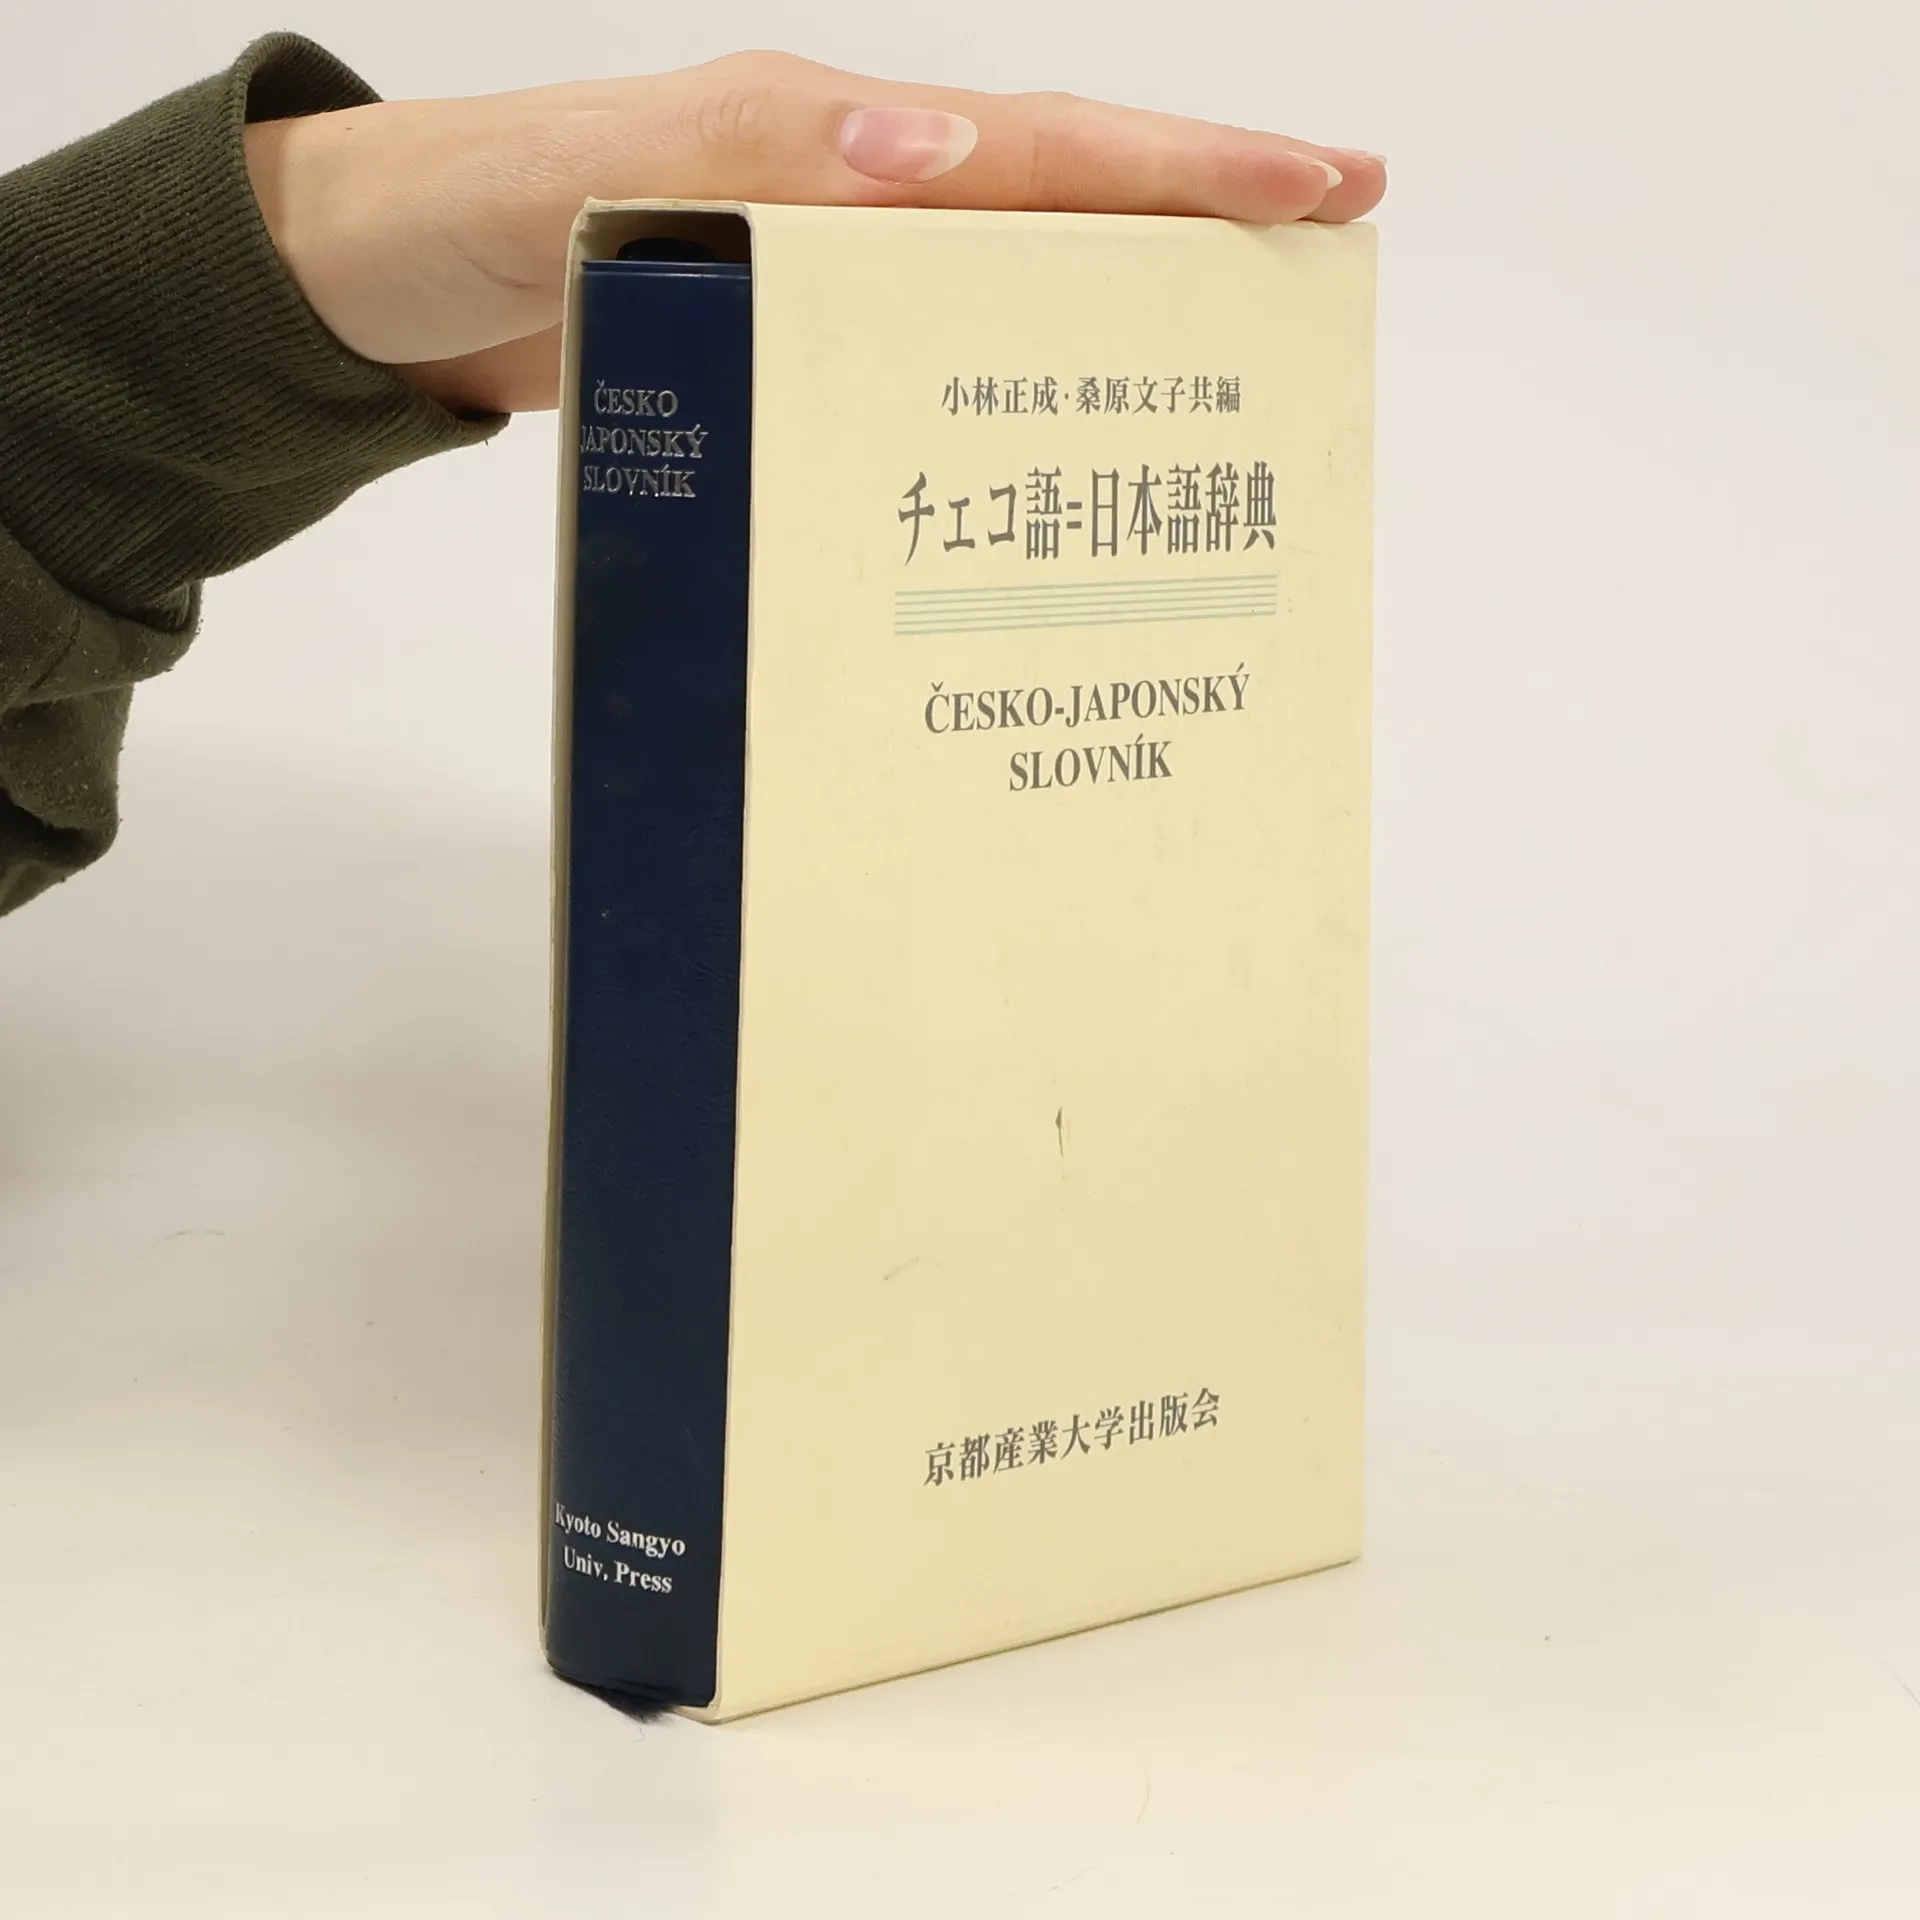 ČESKO
JAPONSKÝ
SLOVNÍK
Kyoto Sangyo
Univ. Press
小林正成·桑原文子共編
チェコ語=日本語辞典
ČESKO-JAPONSKÝ
SLOVNÍK
京都産業大学出版会